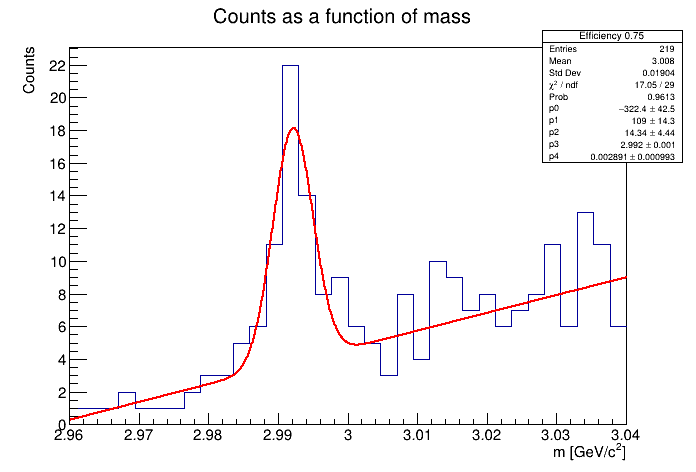 Counts as a function of mass
Efficiency 0.75
Entries 219
Mean 3.008
Std Dev 0.01904
χ² / ndf 17.05 / 29
Prob 0.9613
p0 −322.4 ± 42.5
p1 109 ± 14.3
p2 14.34 ± 4.44
p3 2.992 ± 0.001
p4 0.002891 ± 0.000993
Counts
22
20
18
16
14
12
10
8
6
4
2
0
2.96 2.97 2.98 2.99 3 3.01 3.02 3.03 3.04
m [GeV/c²]